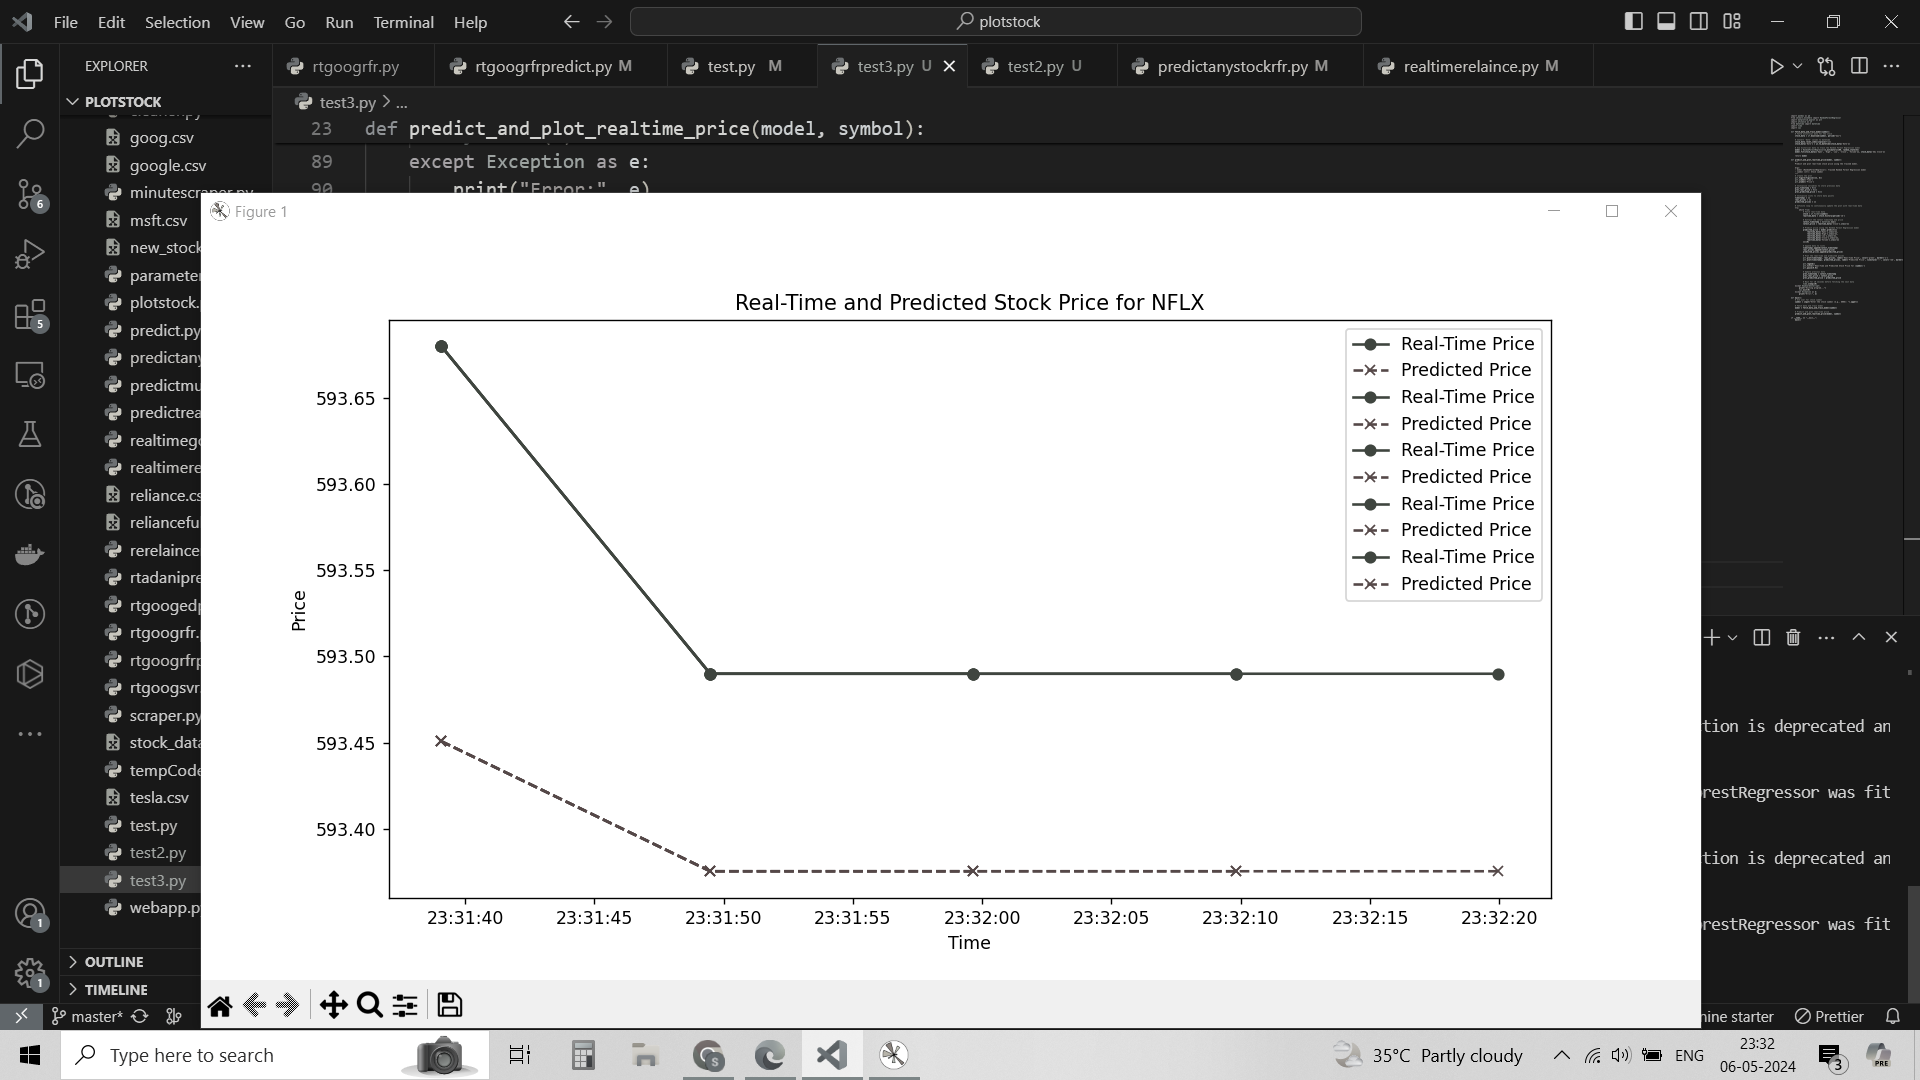 File Edit Selection View Go Run Terminal Help
plotstock
EXPLORER
rtgoogrfr.py
rtgoogrfrpredict.py M
test.py M
test3.py U
test2.py U
predictanystockrfr.py M
realtimerelaince.py M
PLOTSTOCK
test3.py > ...
23 def predict_and_plot_realtime_price(model, symbol):
89 except Exception as e:
90 print("Error:", e)
goog.csv
google.csv
minutescraper.py
msft.csv
new_stock
parameter
plotstock.
predict.py
predictany
predictmu
predictrea
realtimego
realtimere
reliance.cs
reliancefu
rerelaince
rtadanipre
rtgoogedp
rtgoogrfr.
rtgoogrfrp
rtgoogsvr
scraper.py
stock_data
tempCode
tesla.csv
test.py
test2.py
test3.py
webapp.p
OUTLINE
TIMELINE
6
5
1
1
Figure 1
Real-Time and Predicted Stock Price for NFLX
Real-Time Price
Predicted Price
Real-Time Price
Predicted Price
Real-Time Price
Predicted Price
Real-Time Price
Predicted Price
Real-Time Price
Predicted Price
593.65
593.60
593.55
593.50
593.45
593.40
Price
23:31:40 23:31:45 23:31:50 23:31:55 23:32:00 23:32:05 23:32:10 23:32:15 23:32:20
Time
tion is deprecated an
restRegressor was fit
tion is deprecated an
restRegressor was fit
master*
ine starter
Prettier
Type here to search
35°C Partly cloudy
ENG
23:32
06-05-2024
3
PRE